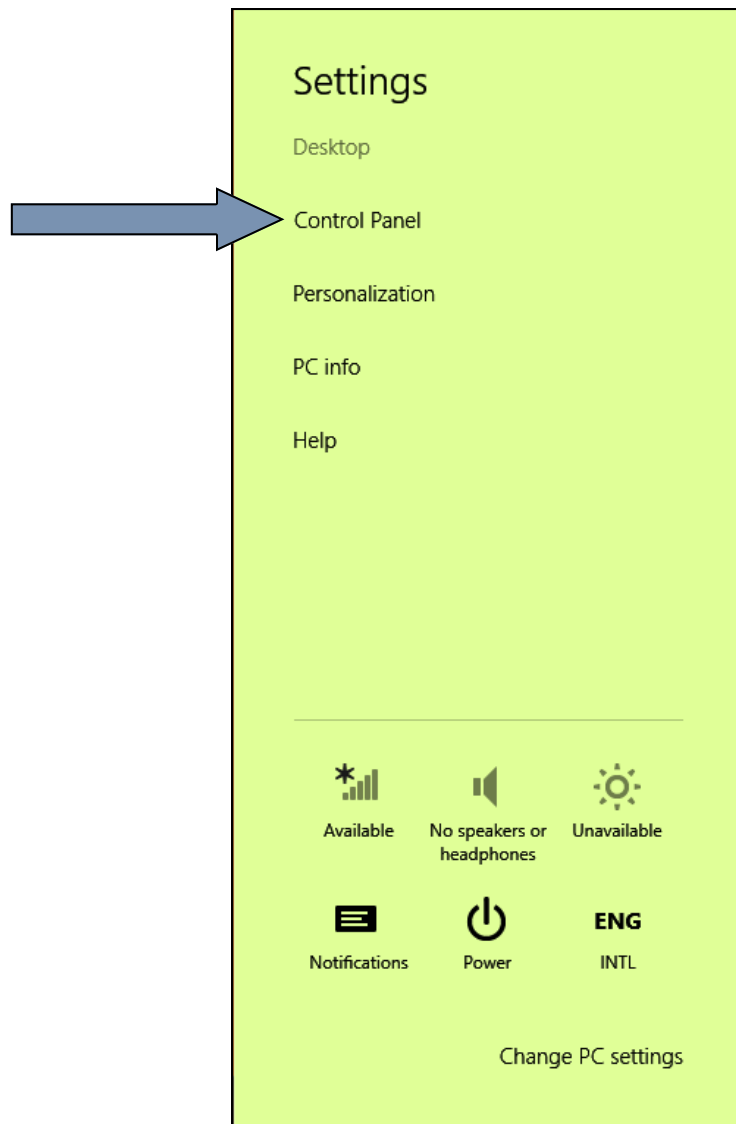 Settings
Desktop
Control Panel
Personalization
PC info
Help
Available
No speakers or
headphones
Unavailable
Notifications
Power
ENG
INTL
Change PC settings